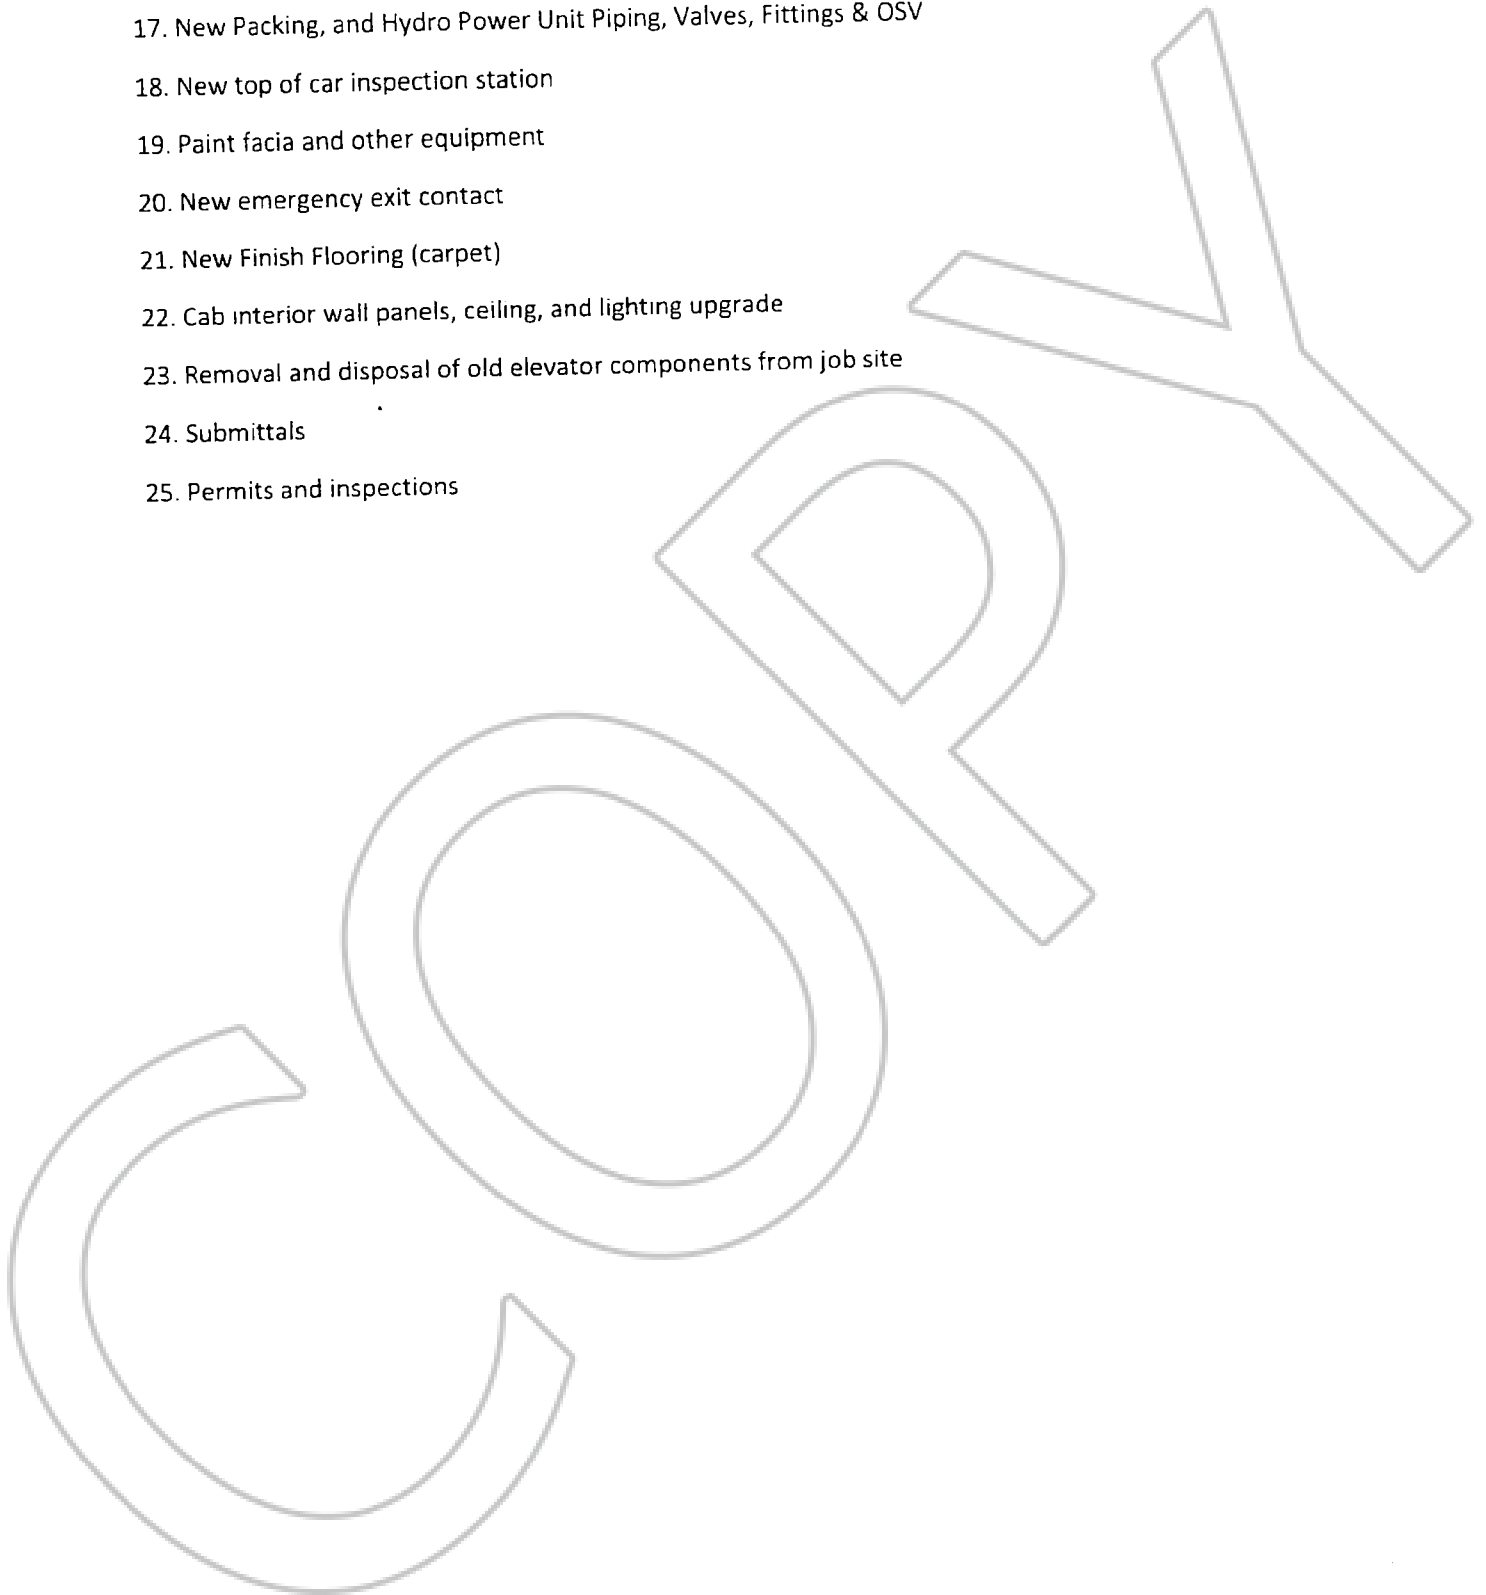 17. New Packing, and Hydro Power Unit Piping, Valves, Fittings & OSV
18. New top of car inspection station
19. Paint facia and other equipment
20. New emergency exit contact
21. New Finish Flooring (carpet)
22. Cab interior wall panels, ceiling, and lighting upgrade
23. Removal and disposal of old elevator components from job site
24. Submittals
25. Permits and inspections
COPY